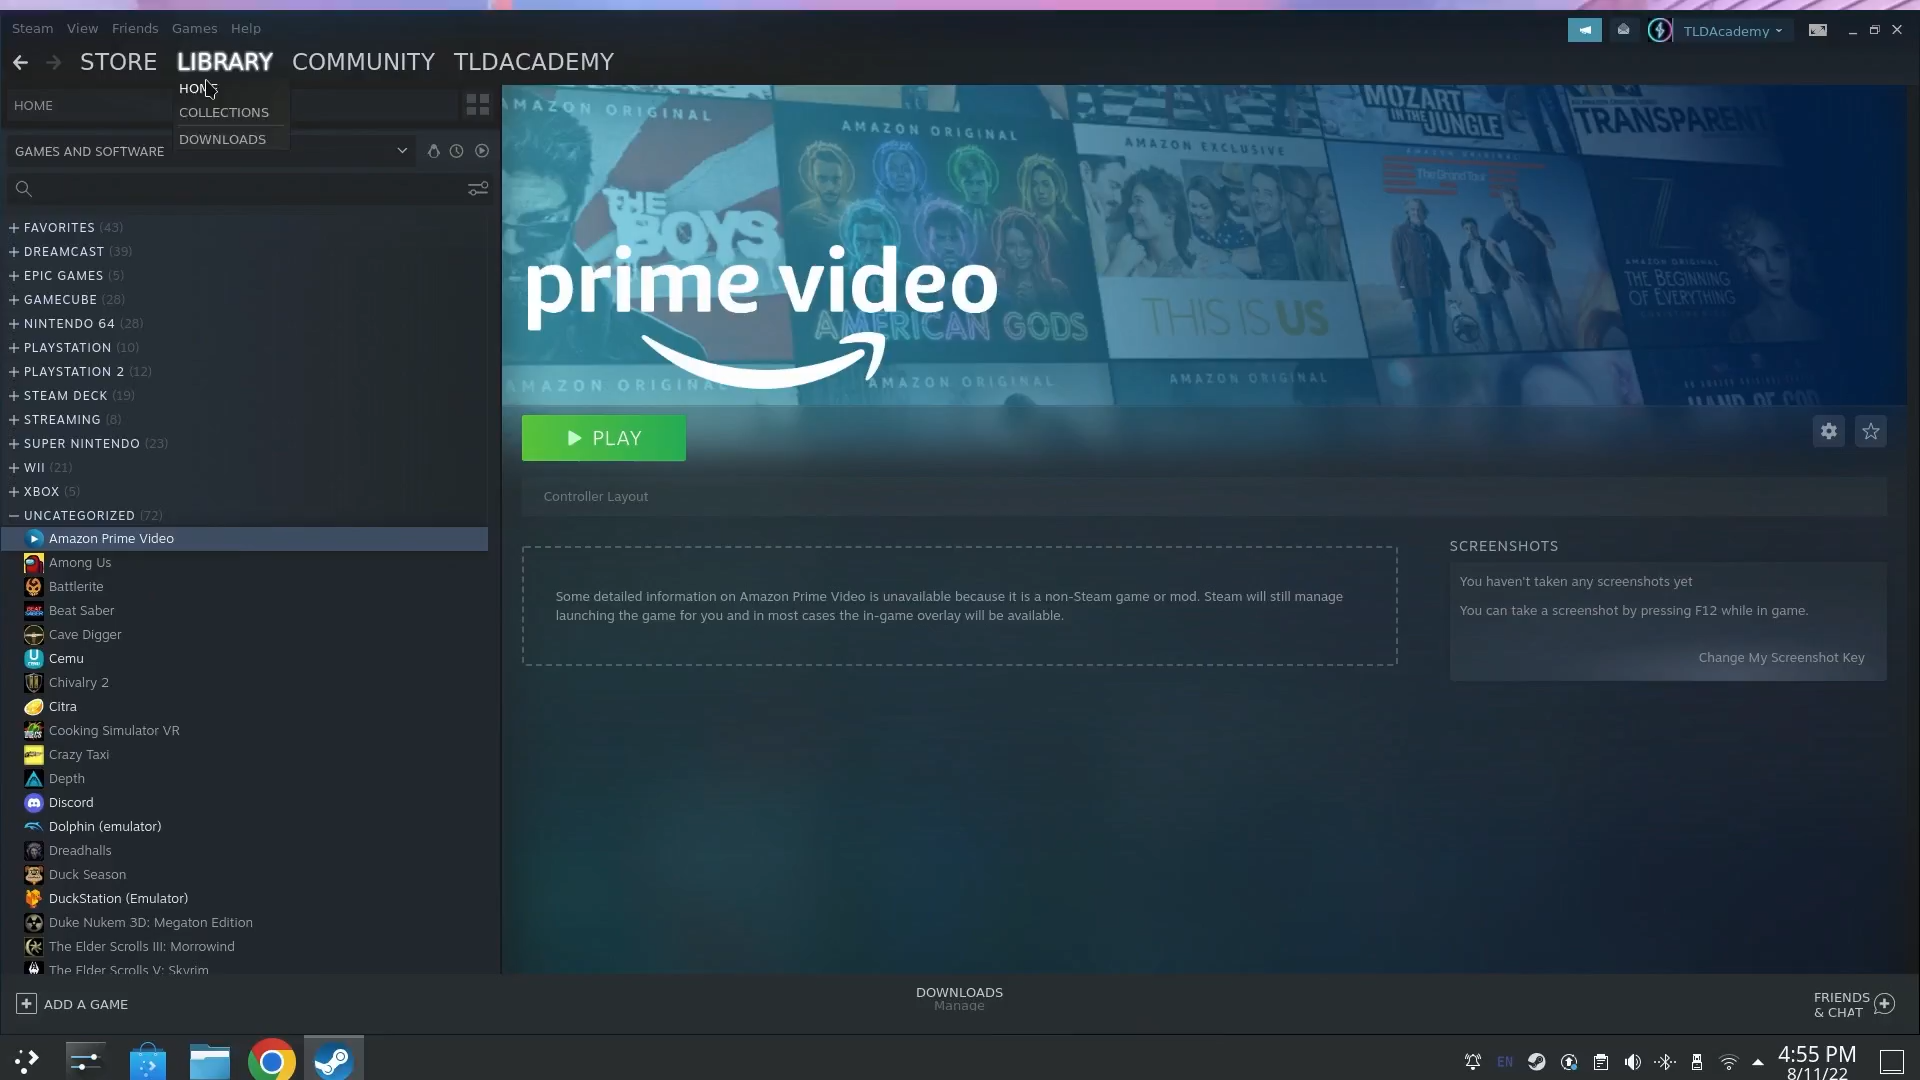 Steam View Friends Games Help
TLDAcademy
STORE LIBRARY COMMUNITY TLDACADEMY
HOME
COLLECTIONS
DOWNLOADS
HOME
GAMES AND SOFTWARE
FAVORITES (43)
DREAMCAST (39)
EPIC GAMES (5)
GAMECUBE (28)
NINTENDO 64 (28)
PLAYSTATION (10)
PLAYSTATION 2 (12)
STEAM DECK (19)
STREAMING (8)
SUPER NINTENDO (23)
WII (21)
XBOX (5)
UNCATEGORIZED (72)
Amazon Prime Video
Among Us
Battlerite
Beat Saber
Cave Digger
Cemu
Chivalry 2
Citra
Cooking Simulator VR
Crazy Taxi
Depth
Discord
Dolphin (emulator)
Dreadhalls
Duck Season
DuckStation (Emulator)
Duke Nukem 3D: Megaton Edition
The Elder Scrolls III: Morrowind
The Elder Scrolls V: Skyrim
ADD A GAME
AMAZON ORIGINAL
THE BOYS
AMAZON ORIGINAL
AMAZON ORIGINAL
AMERICAN GODS
AMAZON EXCLUSIVE
THIS IS US
AMAZON ORIGINAL
AMAZON ORIGINAL
MOZART
IN THE JUNGLE
TRANSPARENT
The Grand Tour
AMAZON ORIGINAL
THE BEGINNING
OF EVERYTHING
HAND OF GOD
prime video
PLAY
Controller Layout
Some detailed information on Amazon Prime Video is unavailable because it is a non-Steam game or mod. Steam will still manage
launching the game for you and in most cases the in-game overlay will be available.
SCREENSHOTS
You haven't taken any screenshots yet
You can take a screenshot by pressing F12 while in game.
Change My Screenshot Key
DOWNLOADS
Manage
FRIENDS
& CHAT
EN
4:55 PM
8/11/22